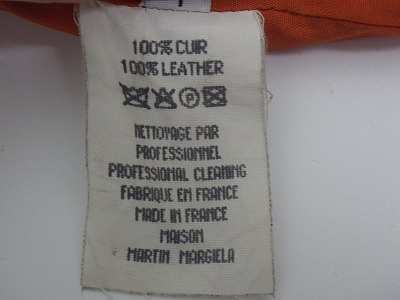 100% CUIR
100% LEATHER
P
NETTOYAGE PAR
PROFESSIONNEL
PROFESSIONAL CLEANING
FABRIQUE EN FRANCE
MADE IN FRANCE
MAISON
MARTIN MARGIELA